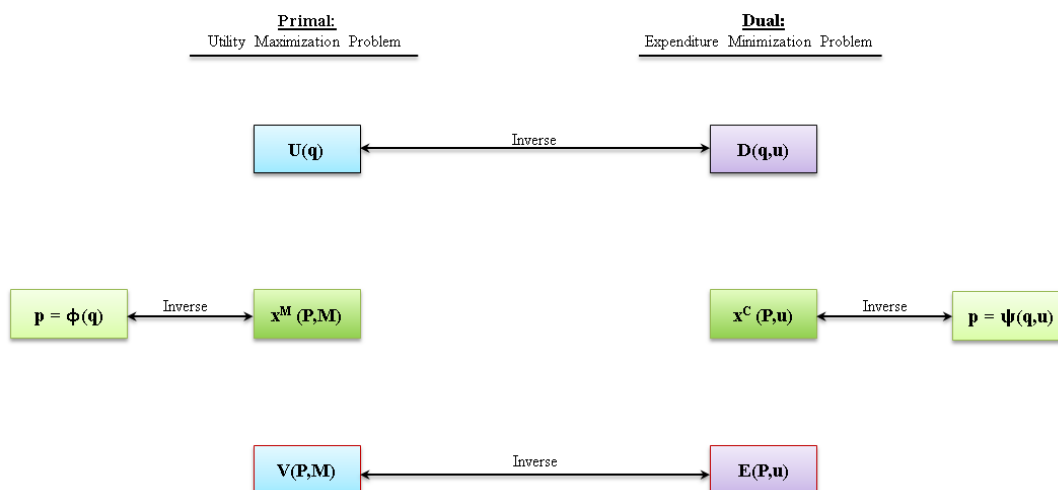 Primal:
Utility Maximization Problem
Dual:
Expenditure Minimization Problem
U(q)
Inverse
D(q,u)
p = ϕ(q)
Inverse
x^M (P,M)
x^C (P,u)
Inverse
p = ψ(q,u)
V(P,M)
Inverse
E(P,u)